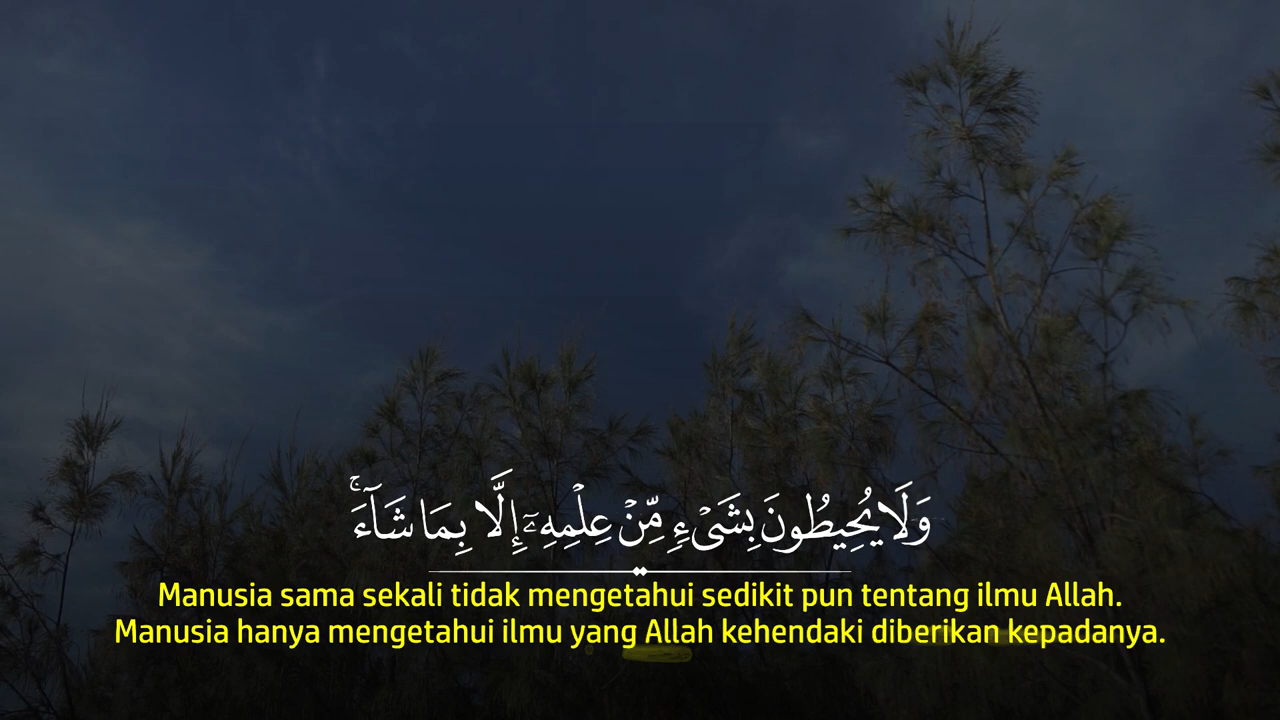 وَلَا يُحِيطُونَ بِشَىْءٍ مِّنْ عِلْمِهِۦٓ إِلَّا بِمَا شَآءَ ۚ
Manusia sama sekali tidak mengetahui sedikit pun tentang ilmu Allah.
Manusia hanya mengetahui ilmu yang Allah kehendaki diberikan kepadanya.